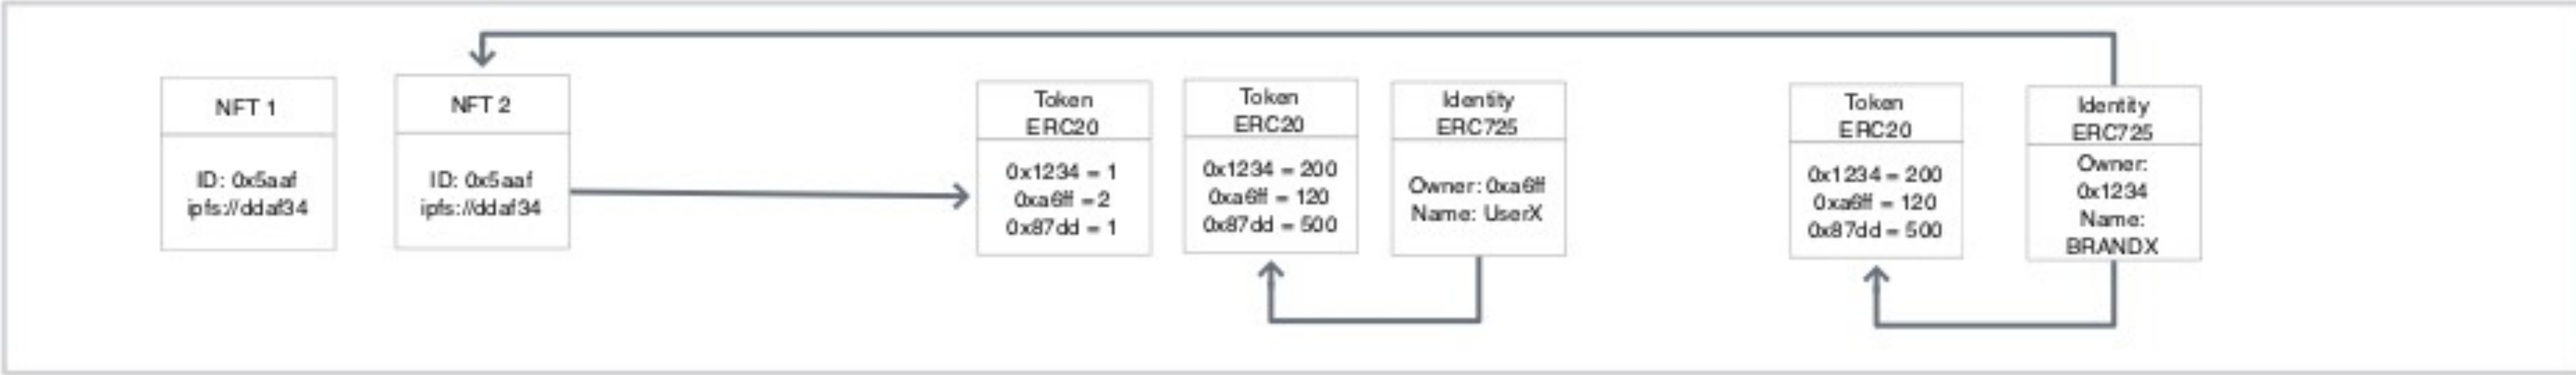 NFT 1
ID: 0x5aaf
ipfs://ddaf34
NFT 2
ID: 0x5aaf
ipfs://ddaf34
Token
ERC20
0x1234 = 1
0xa6ff = 2
0x87dd = 1
Token
ERC20
0x1234 = 200
0xa6ff = 120
0x87dd = 500
Identity
ERC725
Owner: 0xa6ff
Name: UserX
Token
ERC20
0x1234 = 200
0xa6ff = 120
0x87dd = 500
Identity
ERC725
Owner:
0x1234
Name:
BRANDX